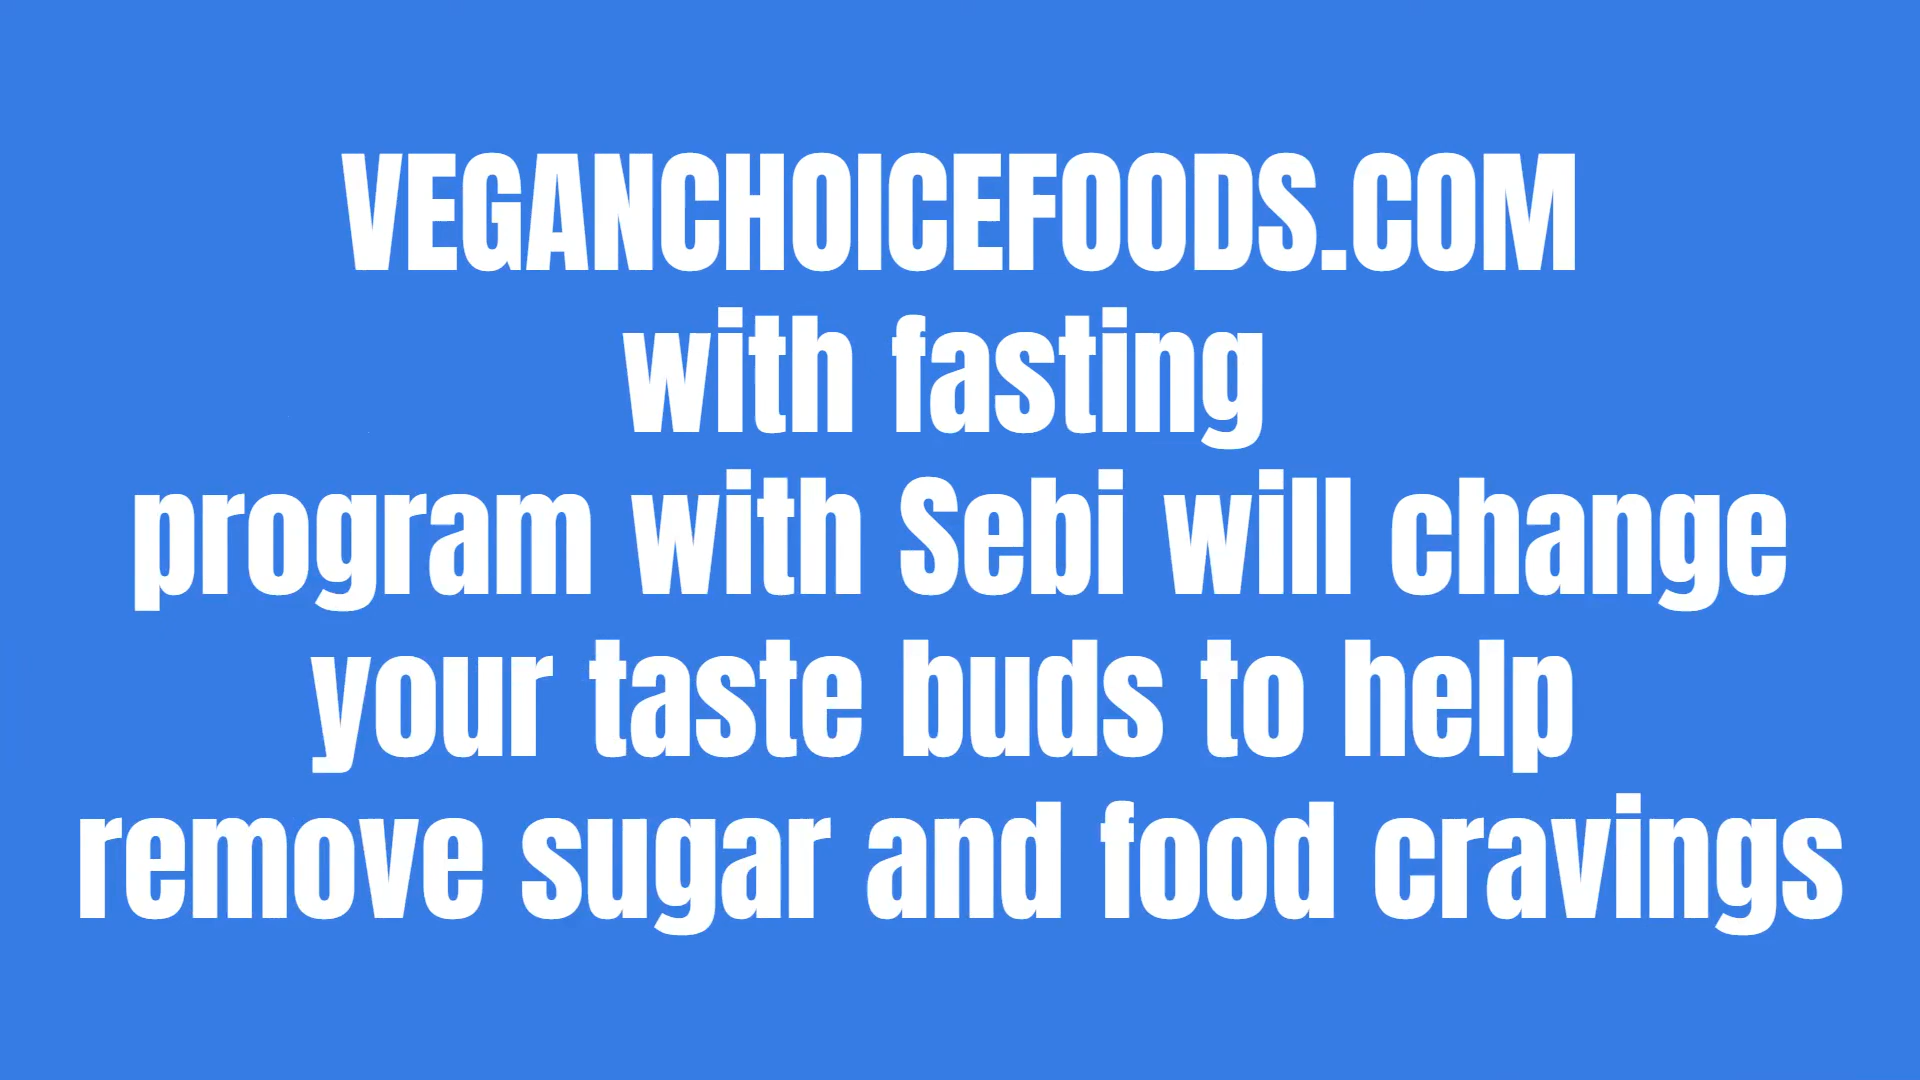 VEGANCHOICEFOODS.COM
with fasting
program with Sebi will change
your taste buds to help
remove sugar and food cravings